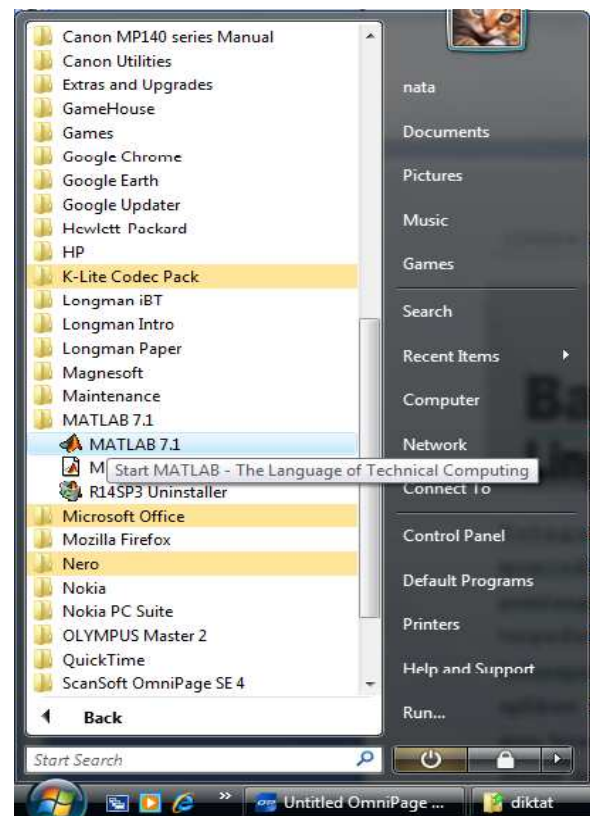 Canon MP140 series Manual
Canon Utilities
Extras and Upgrades
GameHouse
Games
Google Chrome
Google Earth
Google Updater
Hewlett Packard
HP
K-Lite Codec Pack
Longman iBT
Longman Intro
Longman Paper
Magnesoft
Maintenance
MATLAB 7.1
MATLAB 7.1
M
Start MATLAB - The Language of Technical Computing
R14SP3 Uninstaller
Microsoft Office
Mozilla Firefox
Nero
Nokia
Nokia PC Suite
OLYMPUS Master 2
QuickTime
ScanSoft OmniPage SE 4
Back
Start Search
nata
Documents
Pictures
Music
Games
Search
Recent Items
Computer
Network
Connect To
Control Panel
Default Programs
Printers
Help and Support
Run...
Untitled OmniPage ...
diktat